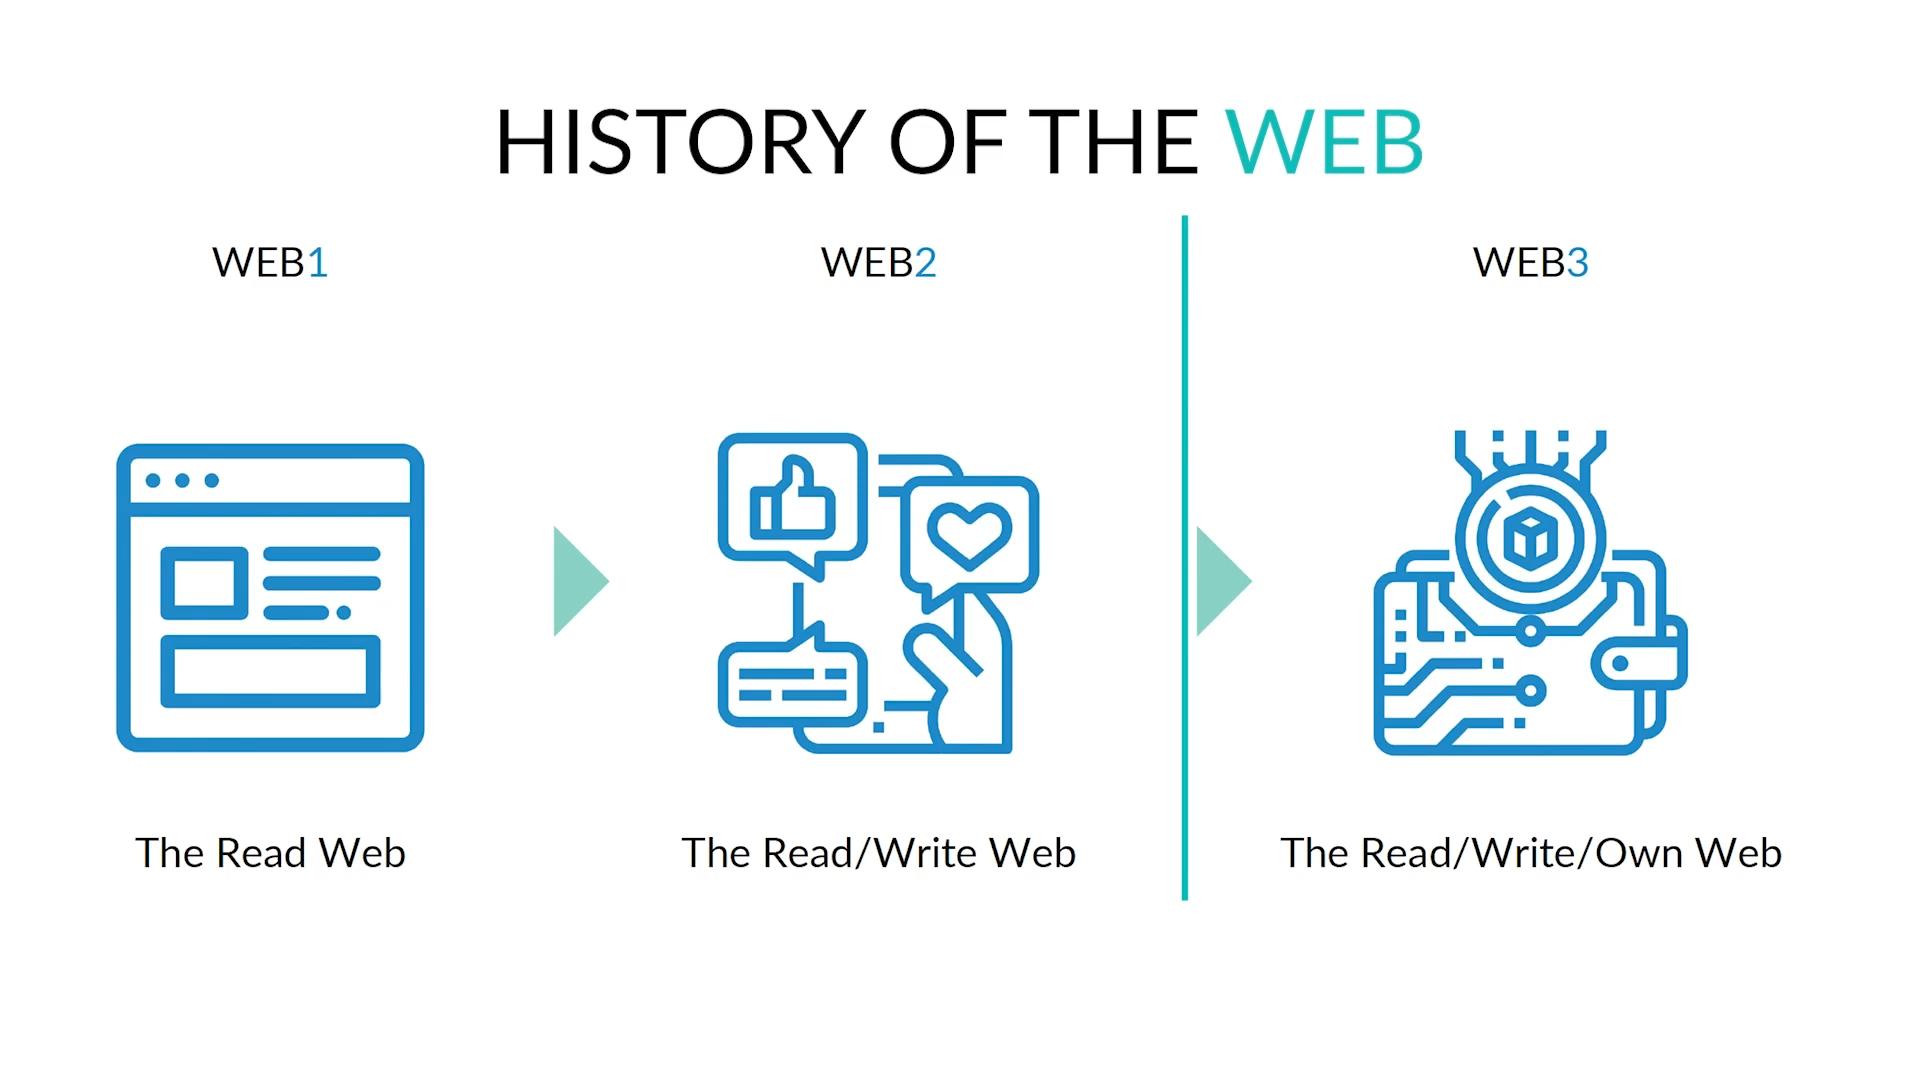 HISTORY OF THE WEB
WEB1
WEB2
WEB3
The Read Web
The Read/Write Web
The Read/Write/Own Web